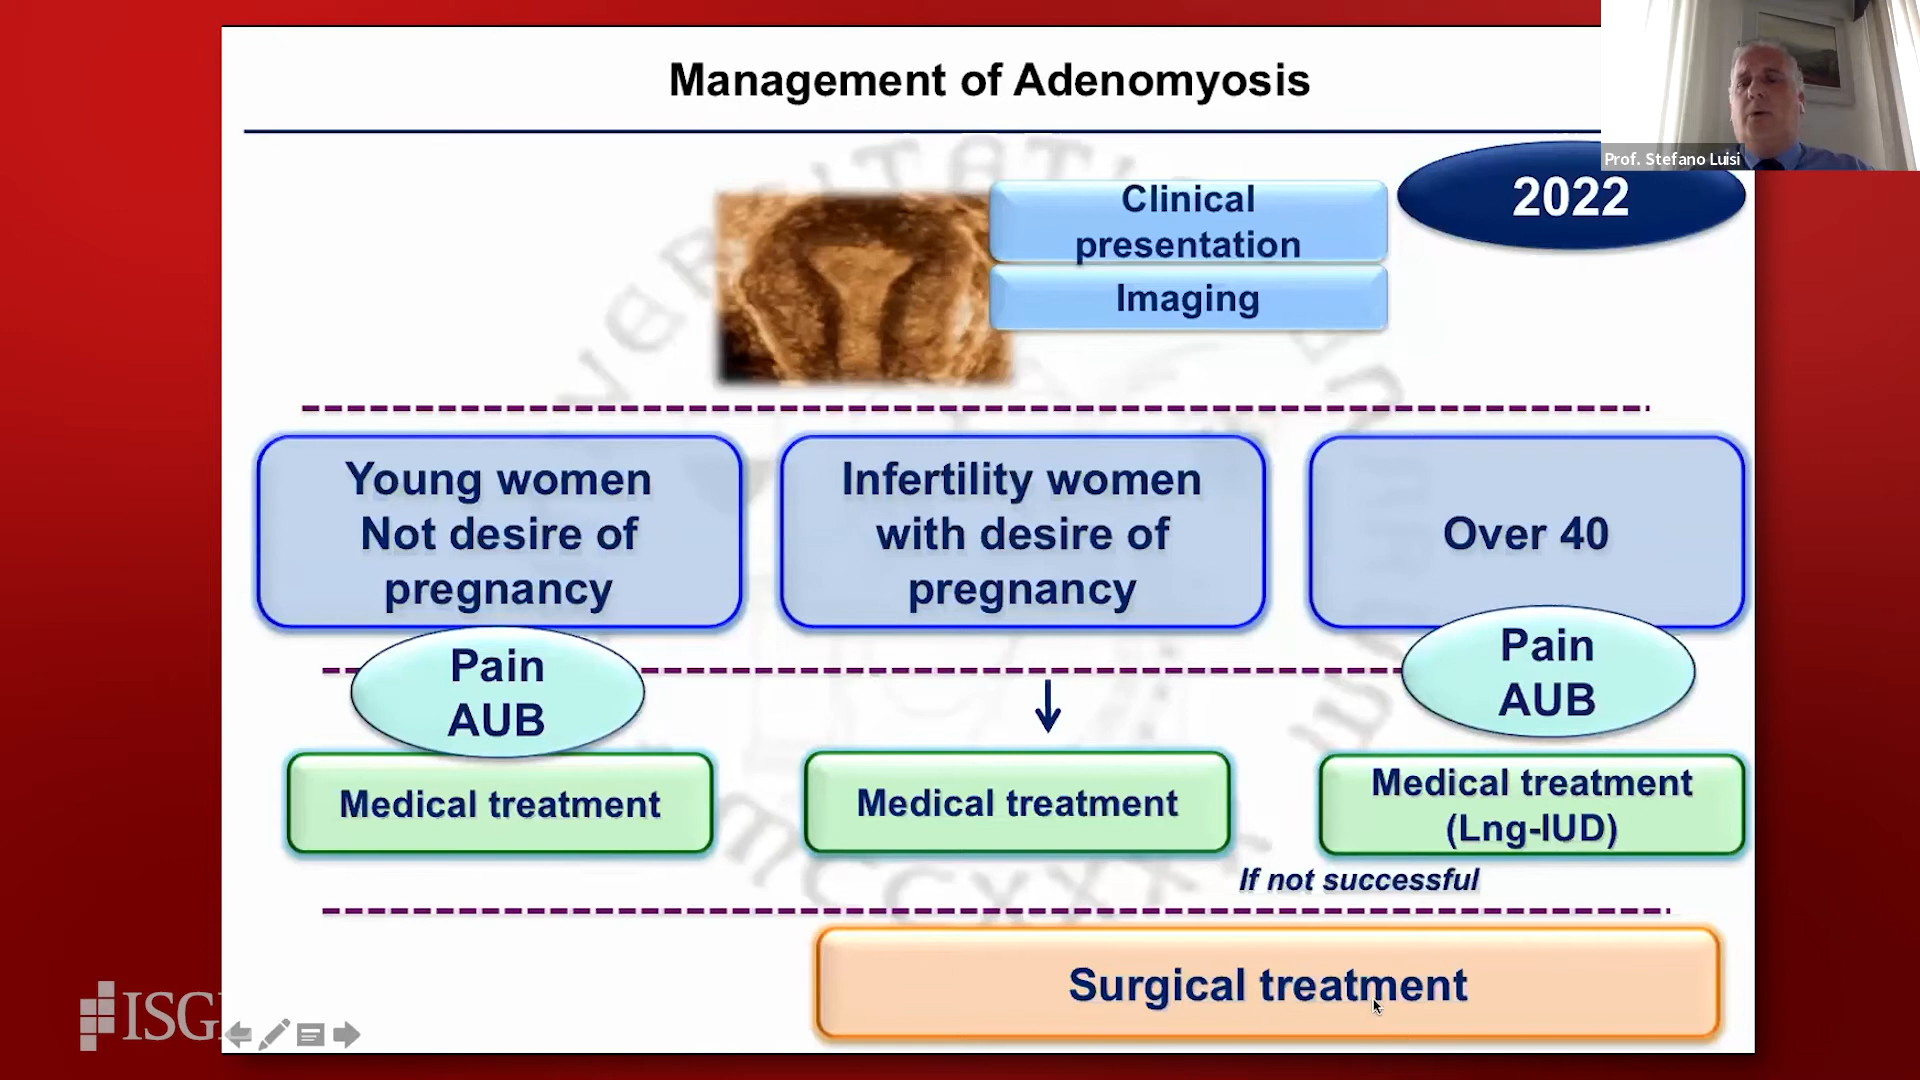 Management of Adenomyosis
Prof. Stefano Luisi
2022
Clinical
presentation
Imaging
Young women
Not desire of
pregnancy
Infertility women
with desire of
pregnancy
Over 40
Pain
AUB
Pain
AUB
Medical treatment
Medical treatment
Medical treatment
(Lng-IUD)
If not successful
Surgical treatment
ISG